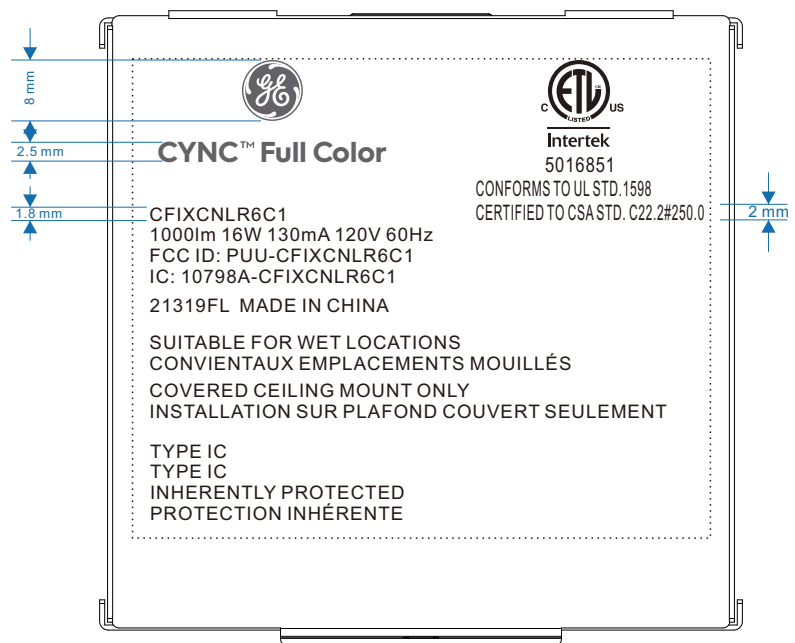 8 mm
2.5 mm
1.8 mm
2 mm
GE
CYNC™ Full Color
C ETL CM US
LISTED
Intertek
5016851
CONFORMS TO UL STD.1598
CERTIFIED TO CSA STD. C22.2#250.0
CFIXCNLR6C1
1000lm 16W 130mA 120V 60Hz
FCC ID: PUU-CFIXCNLR6C1
IC: 10798A-CFIXCNLR6C1
21319FL MADE IN CHINA
SUITABLE FOR WET LOCATIONS
CONVIENTAUX EMPLACEMENTS MOUILLÉS
COVERED CEILING MOUNT ONLY
INSTALLATION SUR PLAFOND COUVERT SEULEMENT
TYPE IC
TYPE IC
INHERENTLY PROTECTED
PROTECTION INHÉRENTE